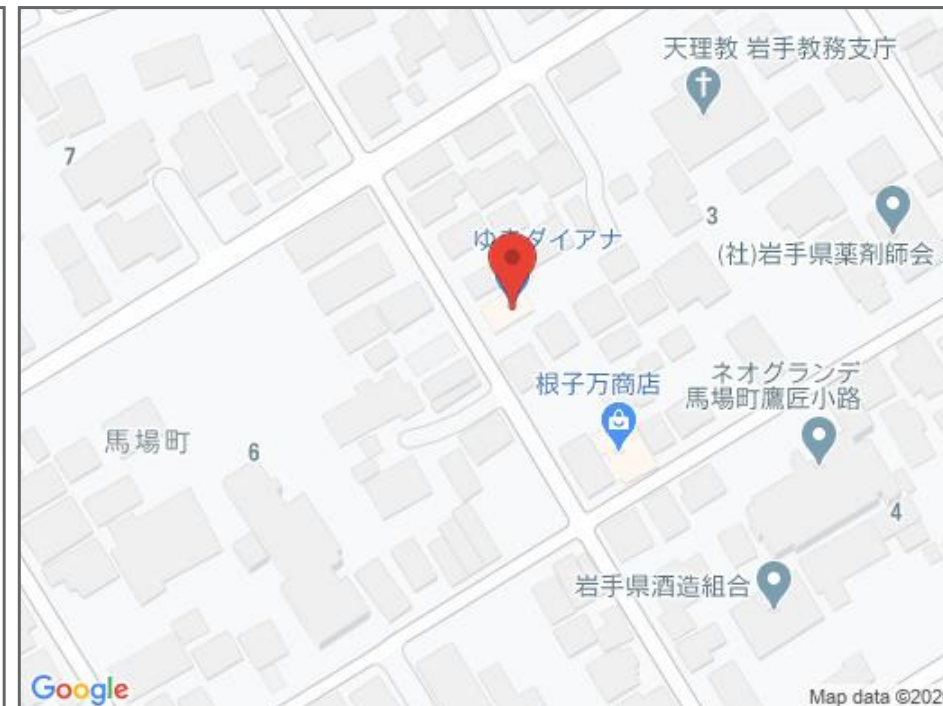 天理教 岩手教務支庁
7
3
ダイアナ
(社)岩手県薬剤師会
根子万商店
ネオグランデ
馬場町鷹匠小路
馬場町
6
4
岩手県酒造組合
Google
Map data ©202